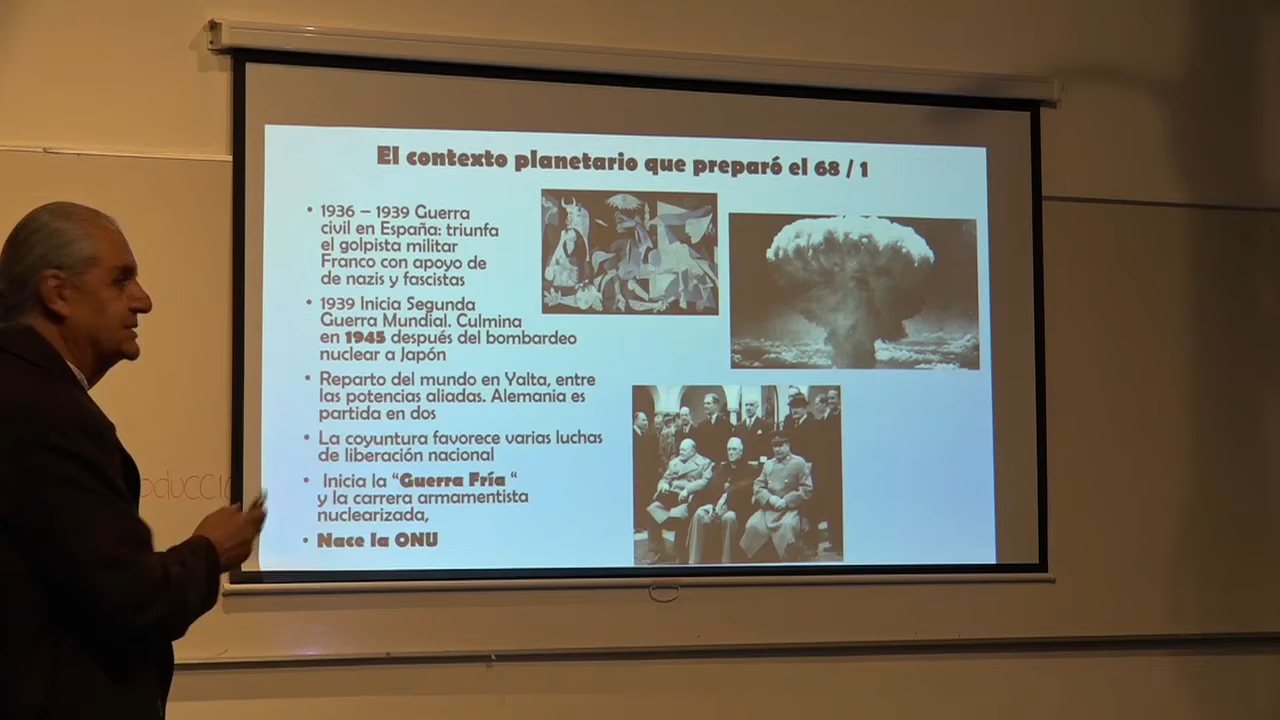 El contexto planetario que preparó el 68 / 1
• 1936 – 1939 Guerra
civil en España: triunfa
el golpista militar
Franco con apoyo de
de nazis y fascistas
• 1939 Inicia Segunda
Guerra Mundial. Culmina
en 1945 después del bombardeo
nuclear a Japón
• Reparto del mundo en Yalta, entre
las potencias aliadas. Alemania es
partida en dos
• La coyuntura favorece varias luchas
de liberación nacional
• Inicia la “Guerra Fría “
y la carrera armamentista
nuclearizada,
• Nace la ONU